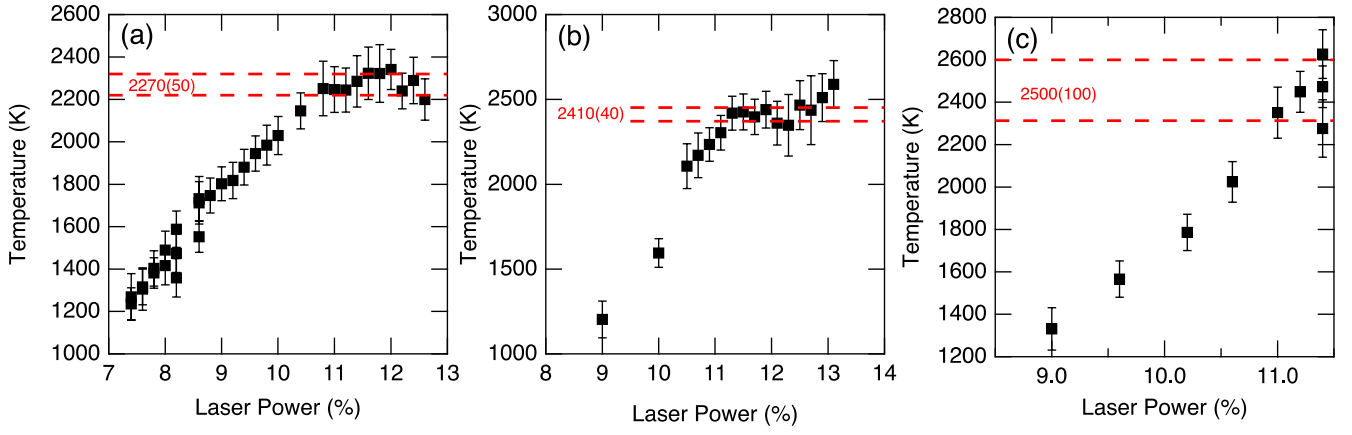 (a)
Temperature (K)
2600
2400
2200
2000
1800
1600
1400
1200
1000
2270(50)
7 8 9 10 11 12 13
Laser Power (%)
(b)
Temperature (K)
3000
2500
2000
1500
1000
2410(40)
7 8 9 10 11 12 13 14
Laser Power (%)
(c)
Temperature (K)
2800
2600
2400
2200
2000
1800
1600
1400
1200
2500(100)
9.0 10.0 11.0
Laser Power (%)